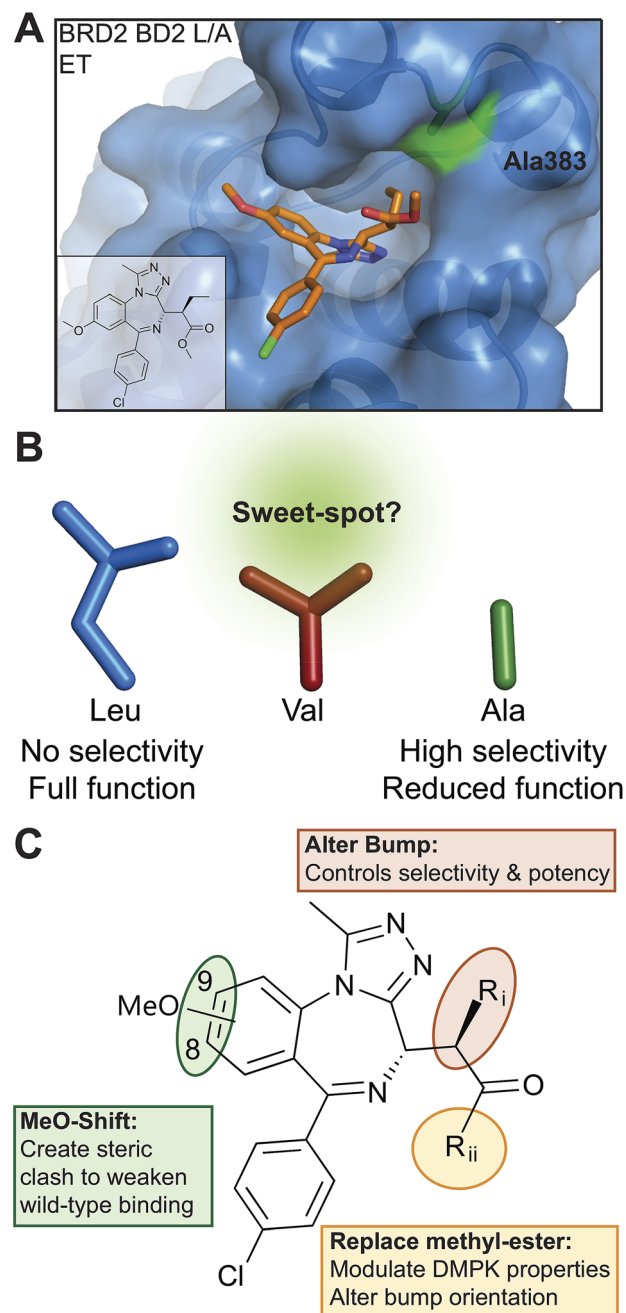 A
BRD2 BD2 L/A
ET
Ala383
N
N
N
N
O
O
O
Cl
B
Sweet-spot?
Leu
Val
Ala
No selectivity
Full function
High selectivity
Reduced function
C
Alter Bump:
Controls selectivity & potency
N
N
N
9
MeO
8
Ri
O
N
Rii
MeO-Shift:
Create steric
clash to weaken
wild-type binding
Cl
Replace methyl-ester:
Modulate DMPK properties
Alter bump orientation